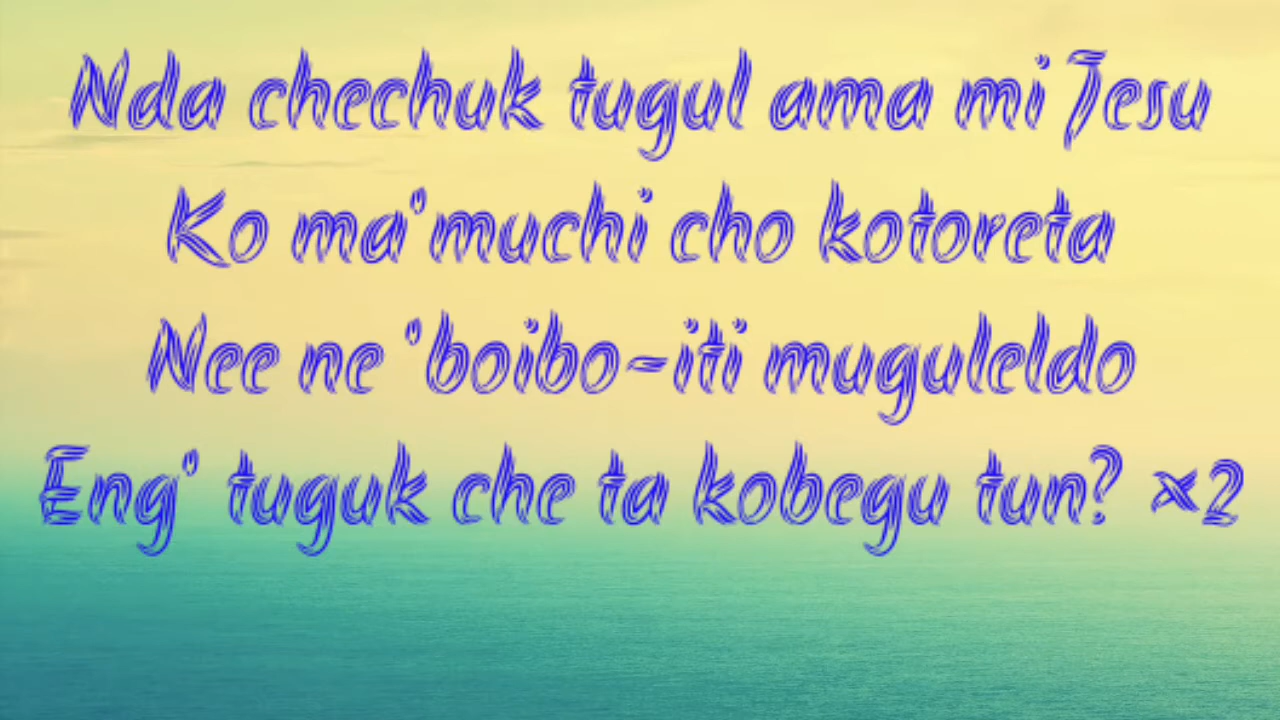 Nda chechuk tugul ama mi Jesu
Ko ma'muchi cho kotoreta
Nee ne 'boibo-iti muguleldo
Eng' tuguk che ta kobegu tun? x2